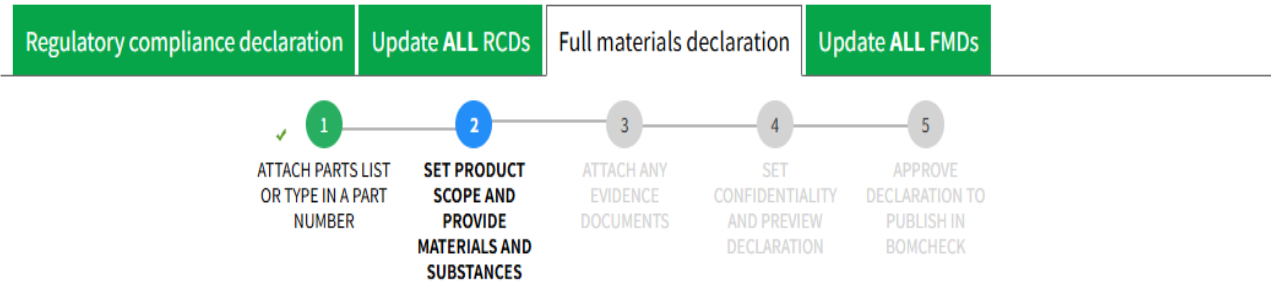 Regulatory compliance declaration
Update ALL RCDs
Full materials declaration
Update ALL FMDs
1
ATTACH PARTS LIST
OR TYPE IN A PART
NUMBER
2
SET PRODUCT
SCOPE AND
PROVIDE
MATERIALS AND
SUBSTANCES
3
ATTACH ANY
EVIDENCE
DOCUMENTS
4
SET
CONFIDENTIALITY
AND PREVIEW
DECLARATION
5
APPROVE
DECLARATION TO
PUBLISH IN
BOMCHECK